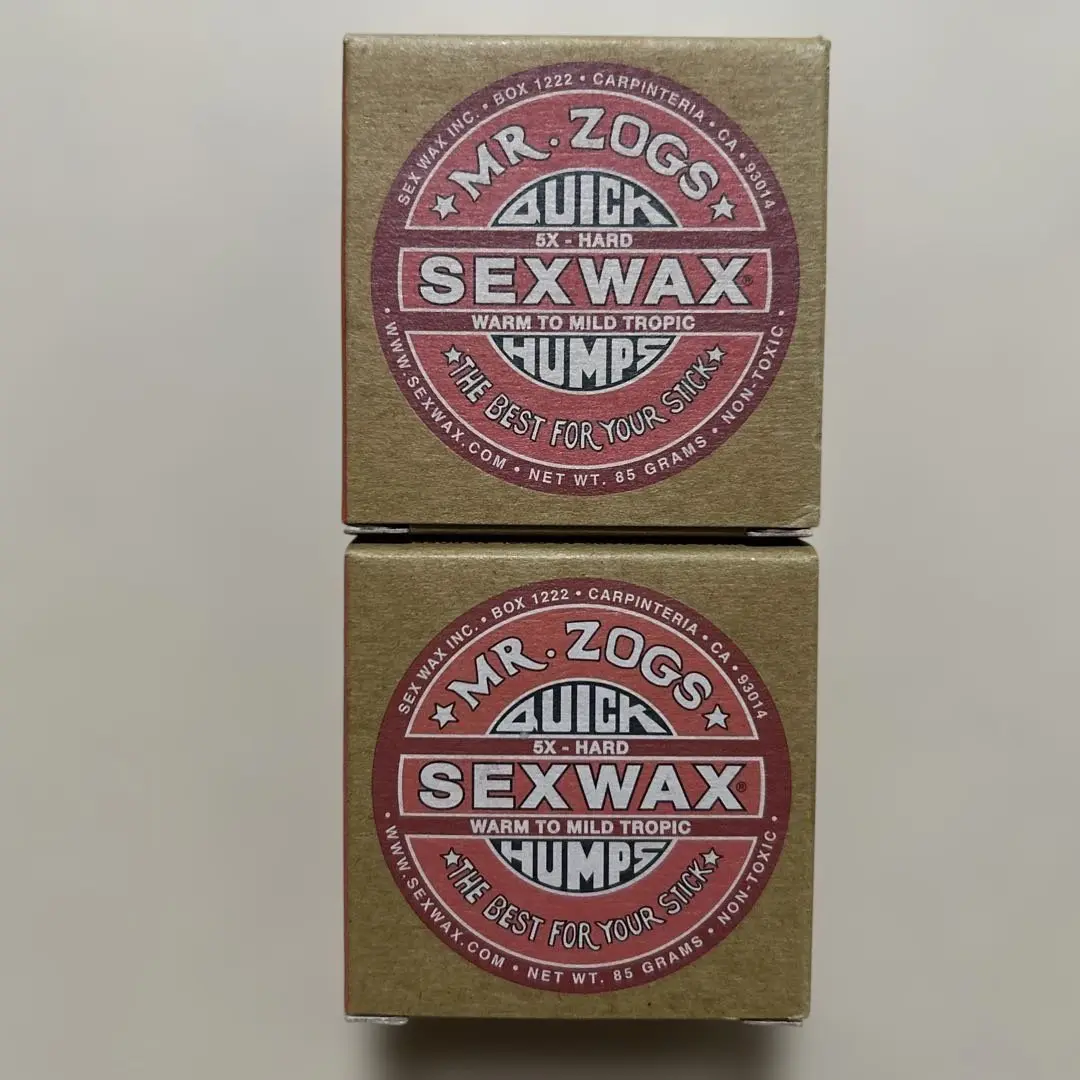 SEX WAX INC. • BOX 1222 • CARPINTERIA • CA • 93014
MR. ZOGS
QUICK
5X - HARD
SEXWAX®
WARM TO MILD TROPIC
HUMPS
THE BEST FOR YOUR STICK
• WWW.SEXWAX.COM • NET WT. 85 GRAMS • NON-TOXIC •
SEX WAX INC. • BOX 1222 • CARPINTERIA • CA • 93014
MR. ZOGS
QUICK
5X - HARD
SEXWAX®
WARM TO MILD TROPIC
HUMPS
THE BEST FOR YOUR STICK
• WWW.SEXWAX.COM • NET WT. 85 GRAMS • NON-TOXIC •